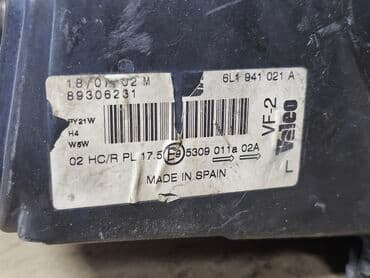 18/07/02 M
6L1 941 021 A
89306231
PY21W
H4
W5W
VF-2
Valeo
02 HC/R PL 17.5 E9 5309 011a 02A
L
MADE IN SPAIN